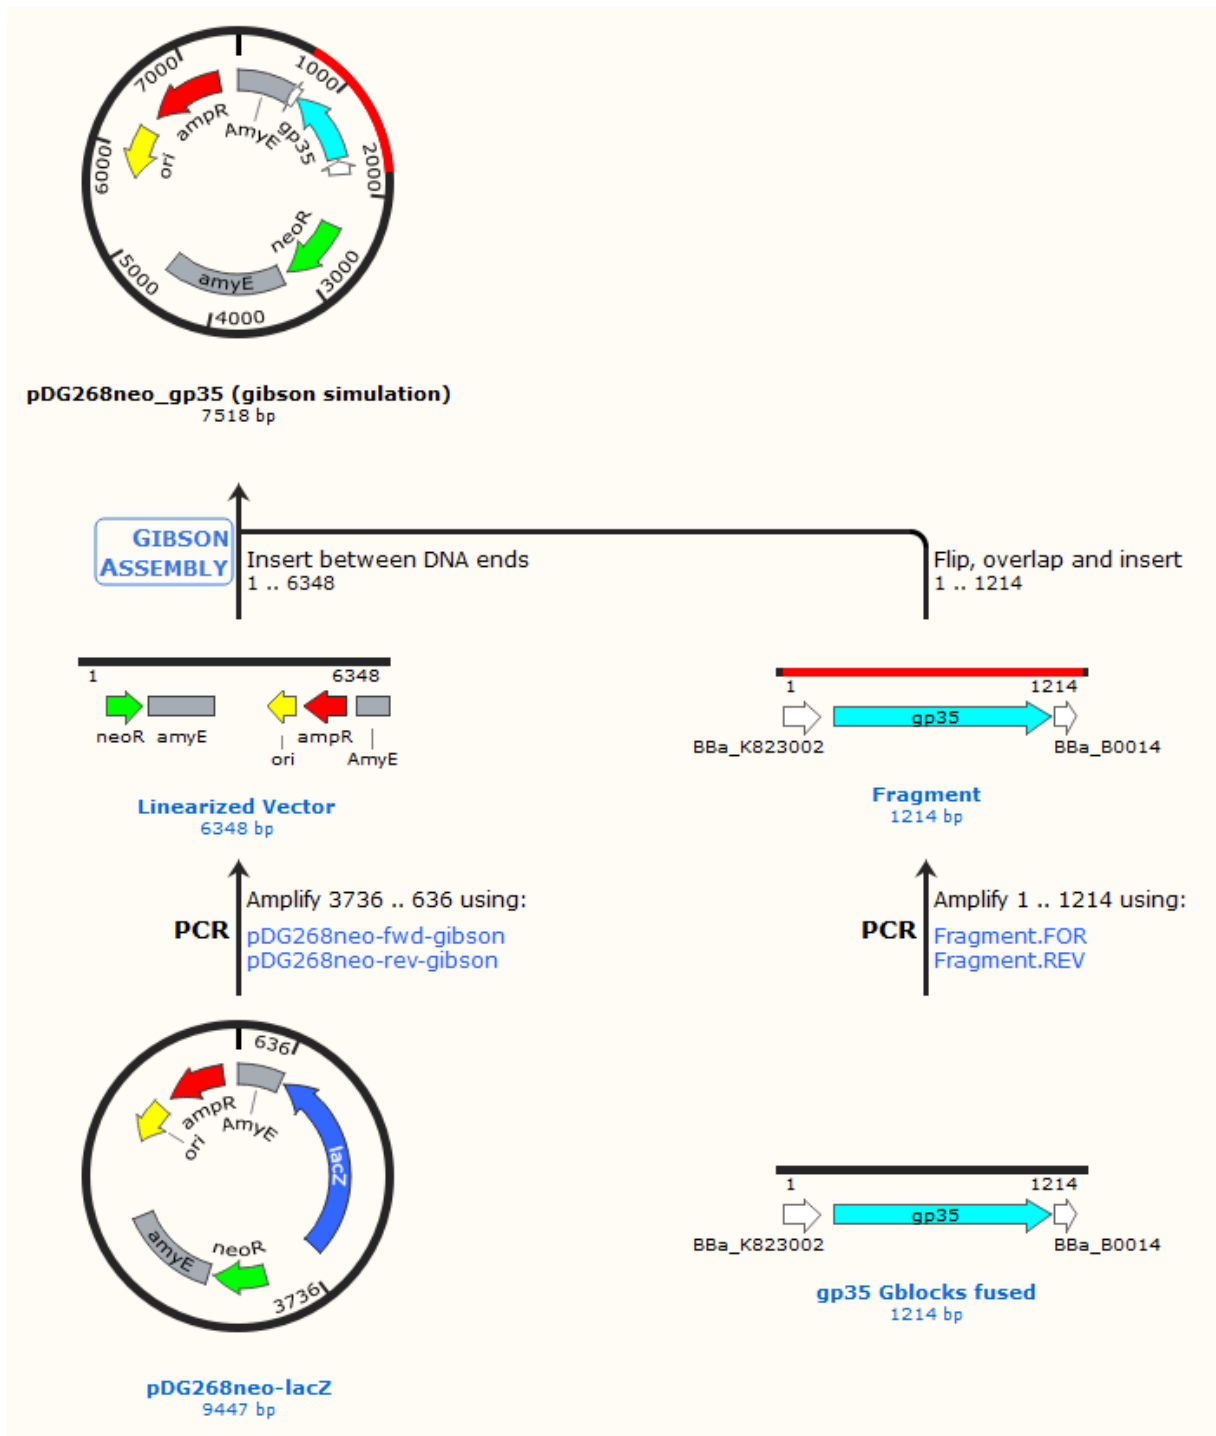 1000
2000
3000
4000
5000
6000
7000
ampR
AmyE
gp35
ori
neoR
amyE
pDG268neo_gp35 (gibson simulation)
7518 bp
GIBSON
ASSEMBLY
Insert between DNA ends
1 .. 6348
Flip, overlap and insert
1 .. 1214
1 6348
neoR amyE ampR
ori AmyE
Linearized Vector
6348 bp
1 1214
gp35
BBa_K823002 BBa_B0014
Fragment
1214 bp
PCR
Amplify 3736 .. 636 using:
pDG268neo-fwd-gibson
pDG268neo-rev-gibson
PCR
Amplify 1 .. 1214 using:
Fragment.FOR
Fragment.REV
636
ampR
AmyE
ori
lacZ
neoR
amyE
3736
pDG268neo-lacZ
9447 bp
1 1214
gp35
BBa_K823002 BBa_B0014
gp35 Gblocks fused
1214 bp